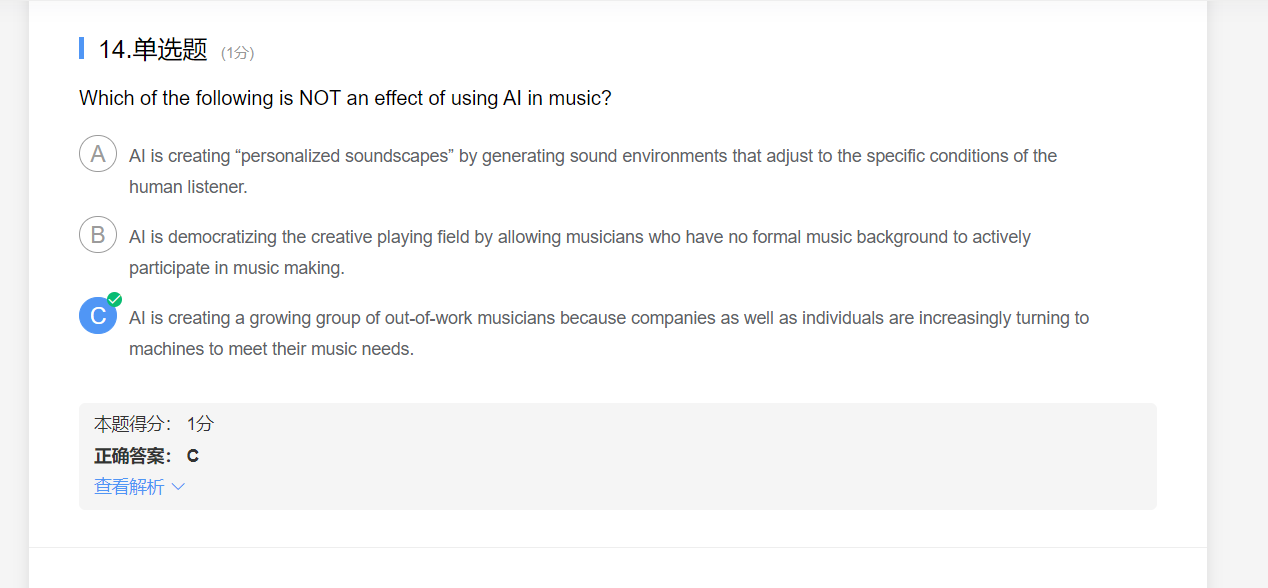 14.单选题 (1分)
Which of the following is NOT an effect of using AI in music?
A AI is creating “personalized soundscapes” by generating sound environments that adjust to the specific conditions of the
human listener.
B AI is democratizing the creative playing field by allowing musicians who have no formal music background to actively
participate in music making.
C AI is creating a growing group of out-of-work musicians because companies as well as individuals are increasingly turning to
machines to meet their music needs.
本题得分： 1分
正确答案： C
查看解析